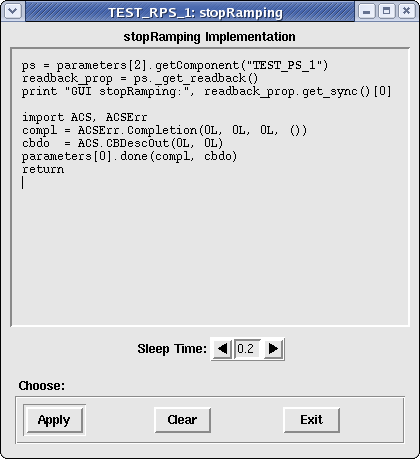 TEST_RPS_1: stopRamping
stopRamping Implementation
ps = parameters[2].getComponent("TEST_PS_1")
readback_prop = ps._get_readback()
print "GUI stopRamping:", readback_prop.get_sync()[0]
import ACS, ACSErr
compl = ACSErr.Completion(0L, 0L, 0L, ())
cbdo  = ACS.CBDescOut(0L, 0L)
parameters[0].done(compl, cbdo)
return
Sleep Time: 0.2
Choose:
Apply Clear Exit